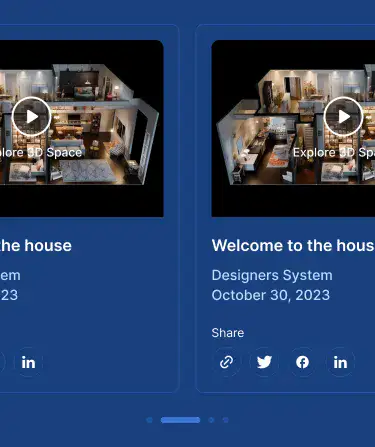 lore 3D Space
the house
em
23
in
Explore 3D Spa
Welcome to the hous
Designers System
October 30, 2023
Share
in